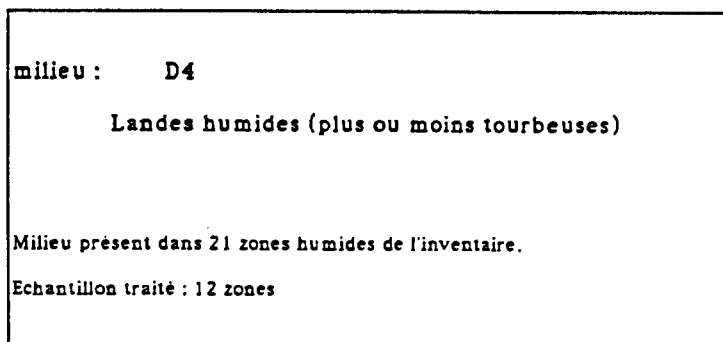 milieu : D4
Landes humides (plus ou moins tourbeuses)
Milieu présent dans 21 zones humides de l'inventaire.
Echantillon traité : 12 zones